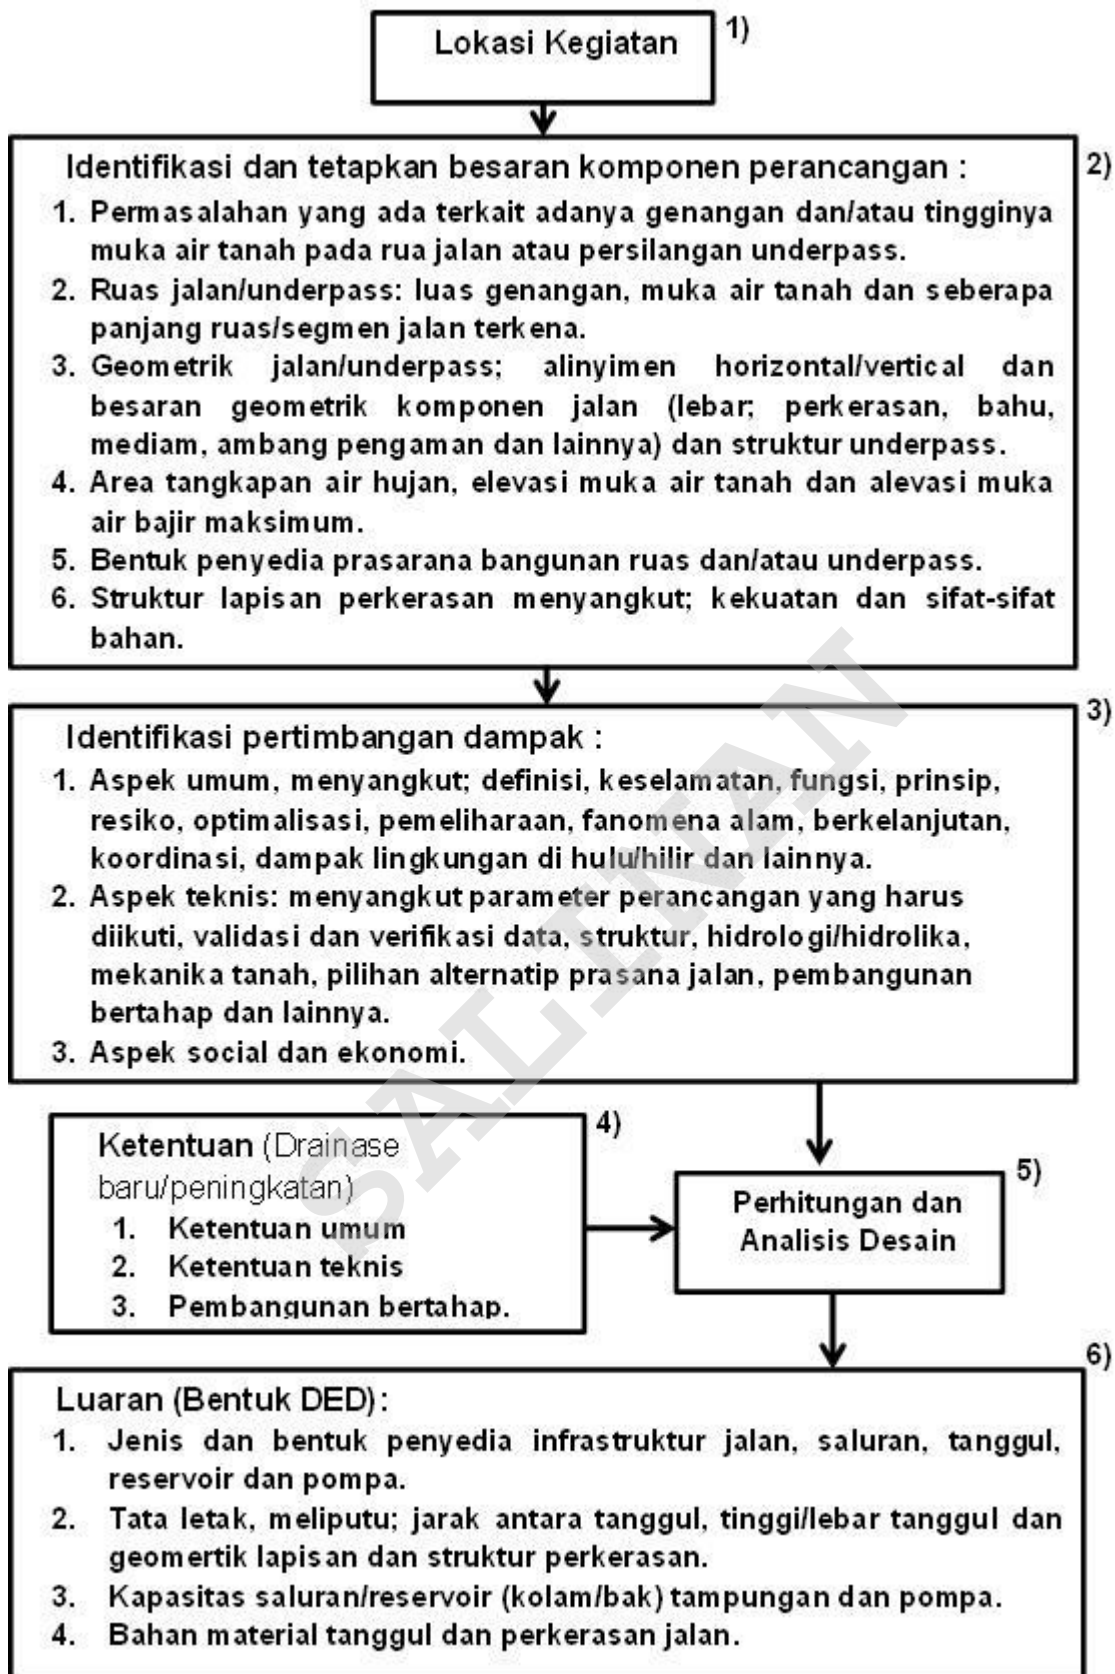 Lokasi Kegiatan
1)
Identifikasi dan tetapkan besaran komponen perancangan :
2)
1. Permasalahan yang ada terkait adanya genangan dan/atau tingginya
muka air tanah pada rua jalan atau persilangan underpass.
2. Ruas jalan/underpass: luas genangan, muka air tanah dan seberapa
panjang ruas/segmen jalan terkena.
3. Geometrik jalan/underpass; alinyimen horizontal/vertical dan
besaran geometrik komponen jalan (lebar; perkerasan, bahu,
mediam, ambang pengaman dan lainnya) dan struktur underpass.
4. Area tangkapan air hujan, elevasi muka air tanah dan alevasi muka
air bajir maksimum.
5. Bentuk penyedia prasarana bangunan ruas dan/atau underpass.
6. Struktur lapisan perkerasan menyangkut; kekuatan dan sifat-sifat
bahan.
3)
Identifikasi pertimbangan dampak :
1. Aspek umum, menyangkut; definisi, keselamatan, fungsi, prinsip,
resiko, optimalisasi, pemeliharaan, fanomena alam, berkelanjutan,
koordinasi, dampak lingkungan di hulu/hilir dan lainnya.
2. Aspek teknis: menyangkut parameter perancangan yang harus
diikuti, validasi dan verifikasi data, struktur, hidrologi/hidrolika,
mekanika tanah, pilihan alternatip prasana jalan, pembangunan
bertahap dan lainnya.
3. Aspek social dan ekonomi.
4)
Ketentuan (Drainase
baru/peningkatan)
1. Ketentuan umum
2. Ketentuan teknis
3. Pembangunan bertahap.
5)
Perhitungan dan
Analisis Desain
6)
Luaran (Bentuk DED) :
1. Jenis dan bentuk penyedia infrastruktur jalan, saluran, tanggul,
reservoir dan pompa.
2. Tata letak, meliputu; jarak antara tanggul, tinggi/lebar tanggul dan
geomertik lapisan dan struktur perkerasan.
3. Kapasitas saluran/reservoir (kolam/bak) tampungan dan pompa.
4. Bahan material tanggul dan perkerasan jalan.
SALINAN